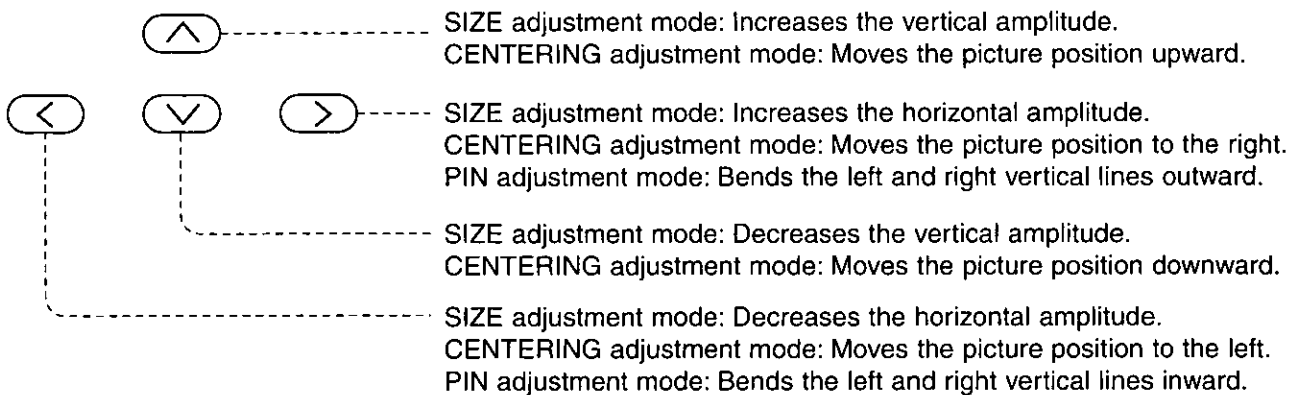 SIZE adjustment mode: Increases the vertical amplitude.
CENTERING adjustment mode: Moves the picture position upward.
SIZE adjustment mode: Increases the horizontal amplitude.
CENTERING adjustment mode: Moves the picture position to the right.
PIN adjustment mode: Bends the left and right vertical lines outward.
SIZE adjustment mode: Decreases the vertical amplitude.
CENTERING adjustment mode: Moves the picture position downward.
SIZE adjustment mode: Decreases the horizontal amplitude.
CENTERING adjustment mode: Moves the picture position to the left.
PIN adjustment mode: Bends the left and right vertical lines inward.